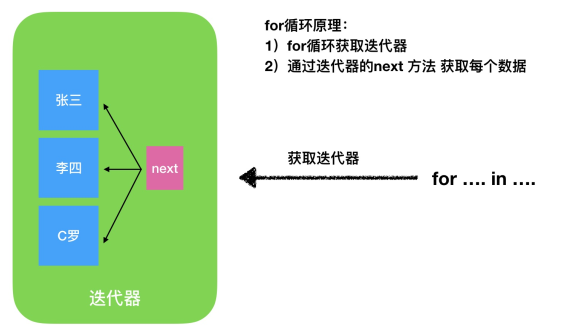 for循环原理：
1）for循环获取迭代器
2）通过迭代器的next 方法 获取每个数据
张三
李四
C罗
next
获取迭代器
for .... in ....
迭代器